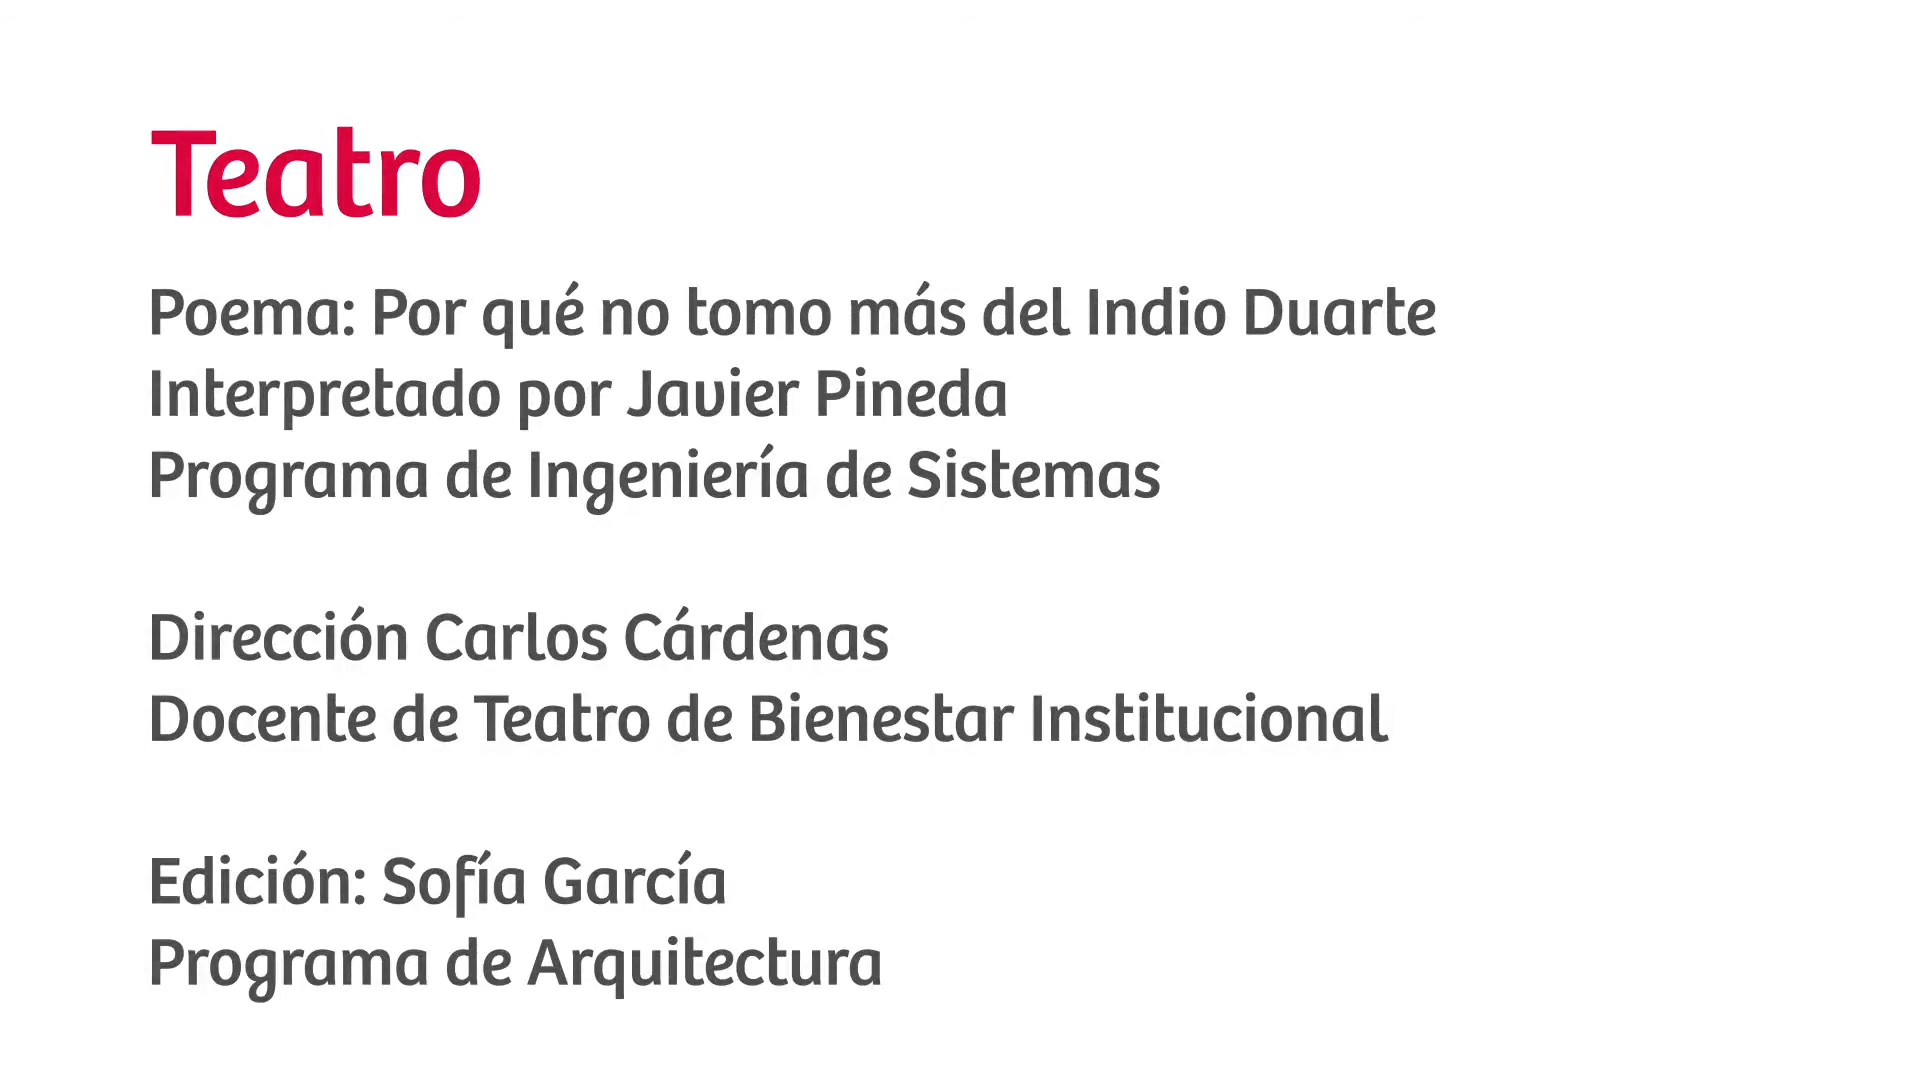 Teatro
Poema: Por qué no tomo más del Indio Duarte
Interpretado por Javier Pineda
Programa de Ingeniería de Sistemas
Dirección Carlos Cárdenas
Docente de Teatro de Bienestar Institucional
Edición: Sofía García
Programa de Arquitectura